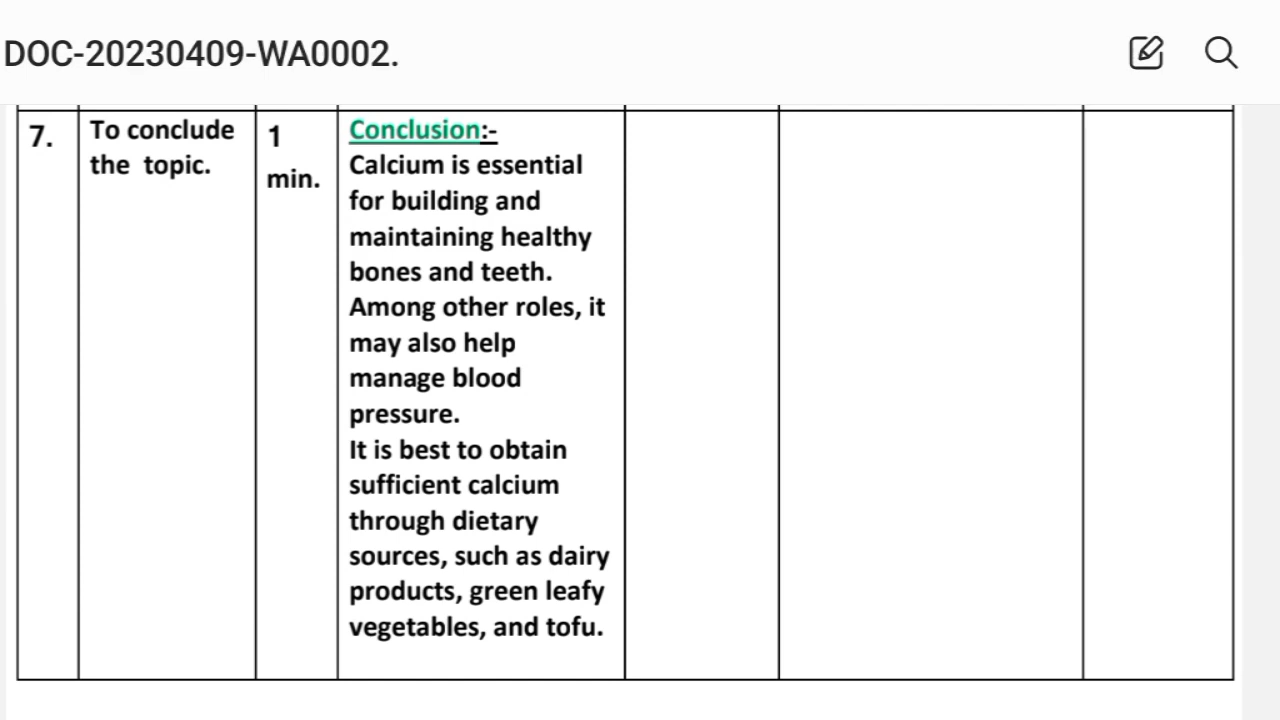 DOC-20230409-WA0002.
7.
To conclude
the topic.
1
min.
Conclusion:-
Calcium is essential
for building and
maintaining healthy
bones and teeth.
Among other roles, it
may also help
manage blood
pressure.
It is best to obtain
sufficient calcium
through dietary
sources, such as dairy
products, green leafy
vegetables, and tofu.